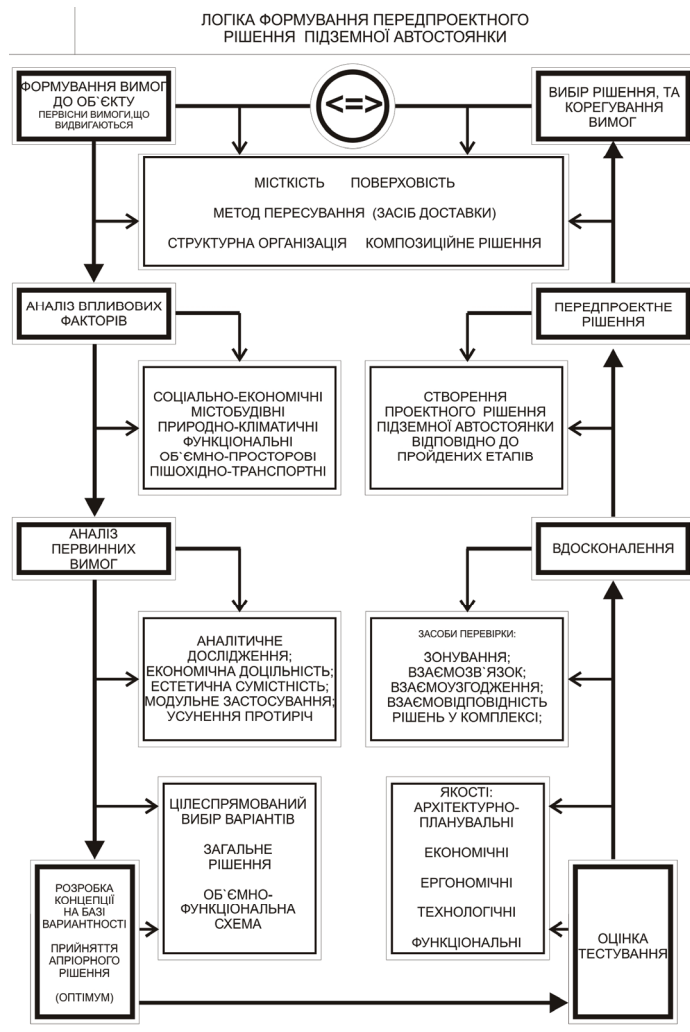 ЛОГІКА ФОРМУВАННЯ ПЕРЕДПРОЕКТНОГО
РІШЕННЯ ПІДЗЕМНОЇ АВТОСТОЯНКИ
ФОРМУВАННЯ ВИМОГ
ДО ОБ`ЄКТУ
ПЕРВІСНИ ВИМОГИ,ЩО
ВИДВИГАЮТЬСЯ
<=>
ВИБІР РІШЕННЯ, ТА
КОРЕГУВАННЯ
ВИМОГ
МІСТКІСТЬ ПОВЕРХОВІСТЬ
МЕТОД ПЕРЕСУВАННЯ (ЗАСІБ ДОСТАВКИ)
СТРУКТУРНА ОРГАНІЗАЦІЯ КОМПОЗИЦІЙНЕ РІШЕННЯ
АНАЛІЗ ВПЛИВОВИХ
ФАКТОРІВ
ПЕРЕДПРОЕКТНЕ
РІШЕННЯ
СОЦІАЛЬНО-ЕКОНОМІЧНІ
МІСТОБУДІВНІ
ПРИРОДНО-КЛІМАТИЧНІ
ФУНКЦІОНАЛЬНІ
ОБ`ЄМНО-ПРОСТОРОВІ
ПІШОХІДНО-ТРАНСПОРТНІ
СТВОРЕННЯ
ПРОЕКТНОГО РІШЕННЯ
ПІДЗЕМНОЇ АВТОСТОЯНКИ
ВІДПОВІДНО ДО
ПРОЙДЕНИХ ЕТАПІВ
АНАЛІЗ
ПЕРВИННИХ
ВИМОГ
ВДОСКОНАЛЕННЯ
АНАЛІТИЧНЕ
ДОСЛІДЖЕННЯ;
ЕКОНОМІЧНА ДОЦІЛЬНІСТЬ;
ЕСТЕТИЧНА СУМІСТНІСТЬ;
МОДУЛЬНЕ ЗАСТОСУВАННЯ;
УСУНЕННЯ ПРОТИРІЧ
ЗАСОБИ ПЕРЕВІРКИ:
ЗОНУВАННЯ;
ВЗАЄМОЗВ`ЯЗОК;
ВЗАЄМОУЗГОДЖЕННЯ;
ВЗАЄМОВІДПОВІДНІСТЬ
РІШЕНЬ У КОМПЛЕКСІ;
ЦІЛЕСПРЯМОВАНИЙ
ВИБІР ВАРІАНТІВ
ЗАГАЛЬНЕ
РІШЕННЯ
ОБ`ЄМНО-
ФУНКЦІОНАЛЬНА
СХЕМА
ЯКОСТІ:
АРХІТЕКТУРНО-
ПЛАНУВАЛЬНІ
ЕКОНОМІЧНІ
ЕРГОНОМІЧНІ
ТЕХНОЛОГІЧНІ
ФУНКЦІОНАЛЬНІ
РОЗРОБКА
КОНЦЕПЦІЇ
НА БАЗІ
ВАРИАНТНОСТІ
ПРИЙНЯТТЯ
АПРІОРНОГО
РІШЕННЯ
(ОПТІМУМ)
ОЦІНКА
ТЕСТУВАННЯ